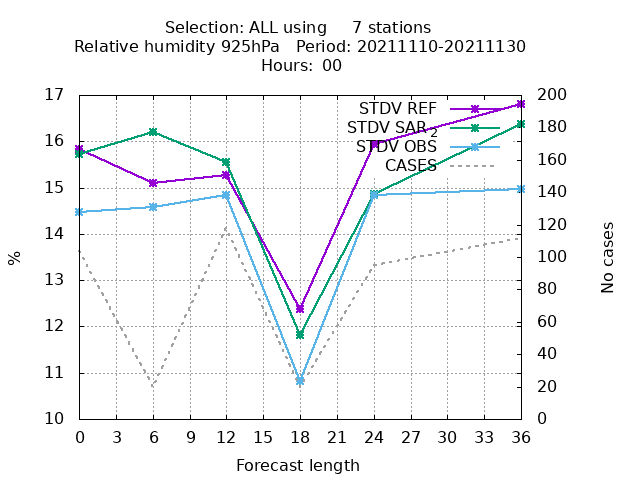 Selection: ALL using 7 stations
Relative humidity 925hPa Period: 20211110-20211130
Hours: 00
17
16
15
14
13
12
11
10
%
200
180
160
140
120
100
80
60
40
20
0
No cases
STDV REF
STDV SAR2
STDV OBS
CASES
0 3 6 9 12 15 18 21 24 27 30 33 36
Forecast length